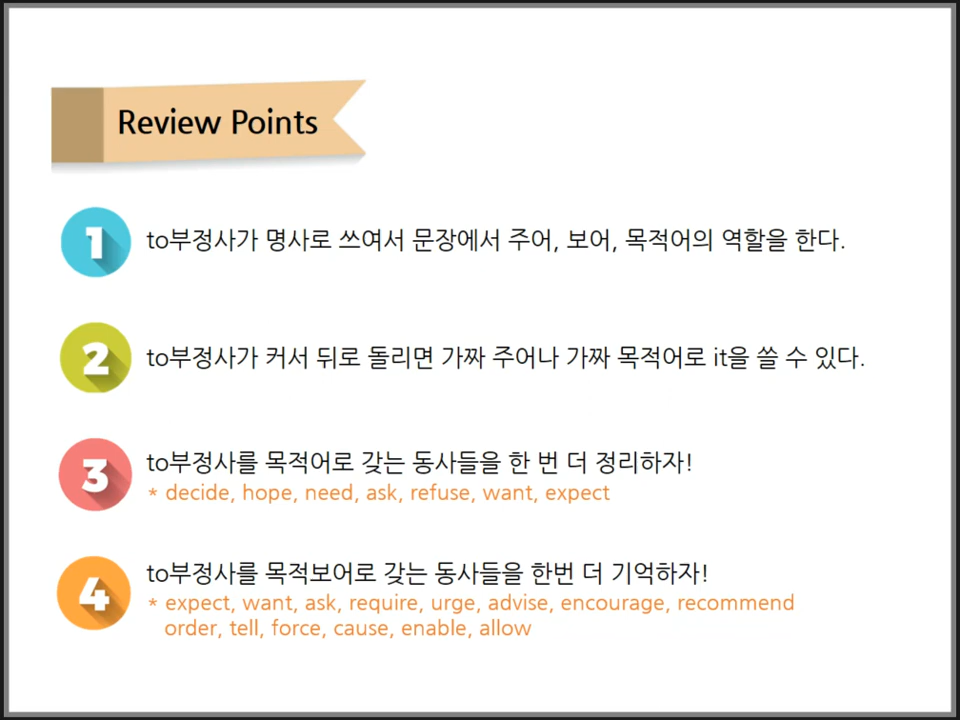 Review Points
1 to부정사가 명사로 쓰여서 문장에서 주어, 보어, 목적어의 역할을 한다.
2 to부정사가 커서 뒤로 돌리면 가짜 주어나 가짜 목적어로 it을 쓸 수 있다.
3 to부정사를 목적어로 갖는 동사들을 한 번 더 정리하자!
* decide, hope, need, ask, refuse, want, expect
4 to부정사를 목적보어로 갖는 동사들을 한번 더 기억하자!
* expect, want, ask, require, urge, advise, encourage, recommend
order, tell, force, cause, enable, allow